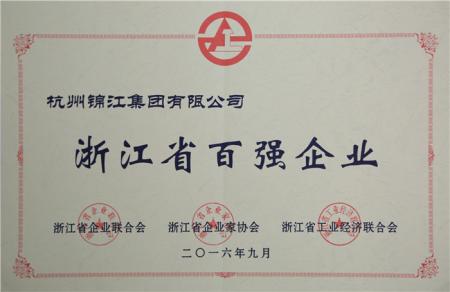 杭州锦江集团有限公司
浙江省百强企业
浙江省企业联合会 浙江省企业家协会 浙江省工业经济联合会
二〇一六年九月